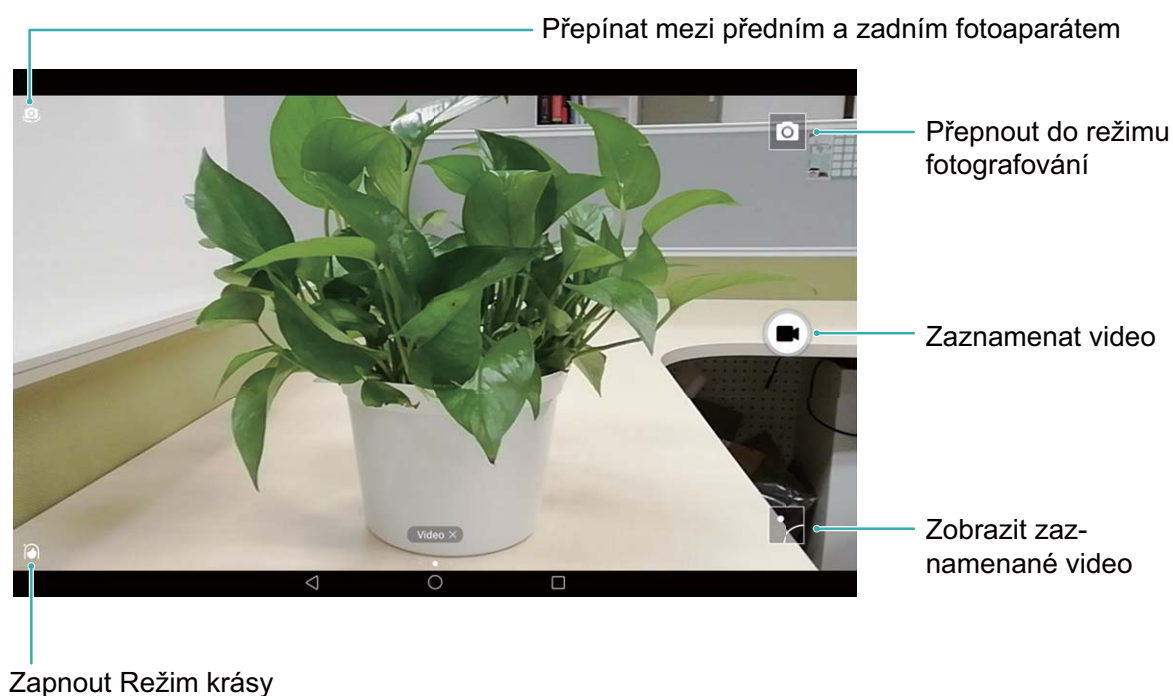 Přepínat mezi předním a zadním fotoaparátem
Přepnout do režimu
fotografování
Zaznamenat video
Video ×
Zobrazit zaz-
namenané video
Zapnout Režim krásy